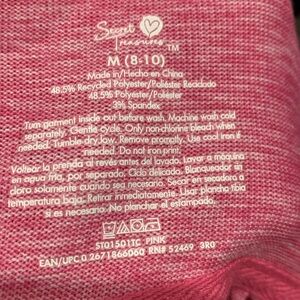 Secret Treasures™
M (8-10)
Made in/Hecho en China
48.5% Recycled Polyester/Poliéster Reciclado
48.5% Polyester/Poliéster
3% Spandex
Turn garment inside out before wash. Machine wash cold
separately. Gentle cycle. Only non-chlorine bleach when
needed. Tumble dry low. Remove promptly. Use cool iron if
needed. Do not iron print.
Voltear la prenda al revés antes del lavado. Lavar a máquina
en agua fría, por separado. Ciclo delicado. Blanqueador sin
cloro solamente cuando sea necesario. Secar en secadora a
temperatura baja. Retirar inmediatamente. Usar plancha tibia
si es necesario. No planchar el estampado.
ST01501TC PINK
EAN/UPC 0 2671866060 RN# 52469 3R0